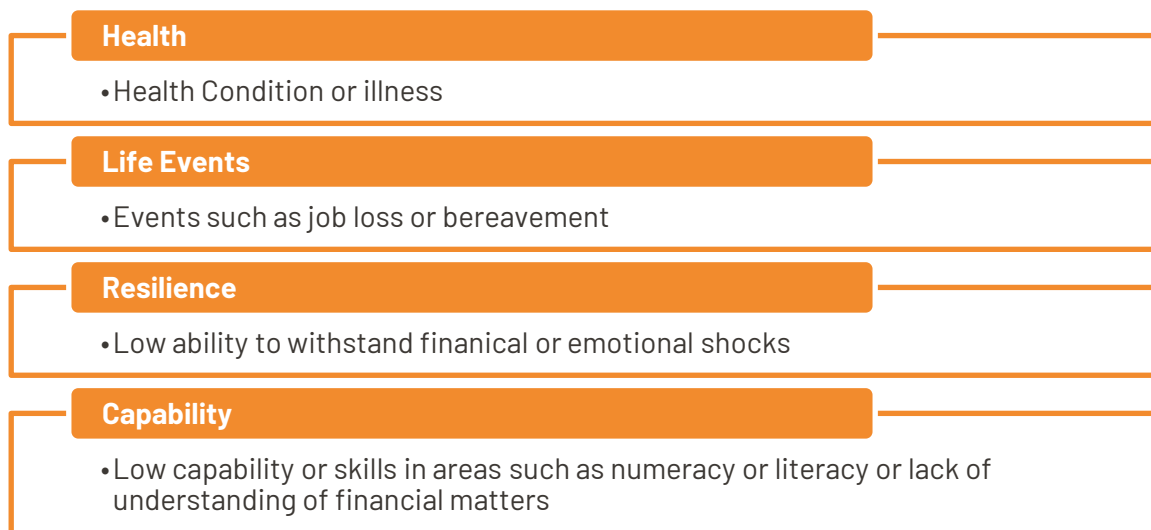 Health
•Health Condition or illness
Life Events
•Events such as job loss or bereavement
Resilience
•Low ability to withstand finanical or emotional shocks
Capability
•Low capability or skills in areas such as numeracy or literacy or lack of
understanding of financial matters